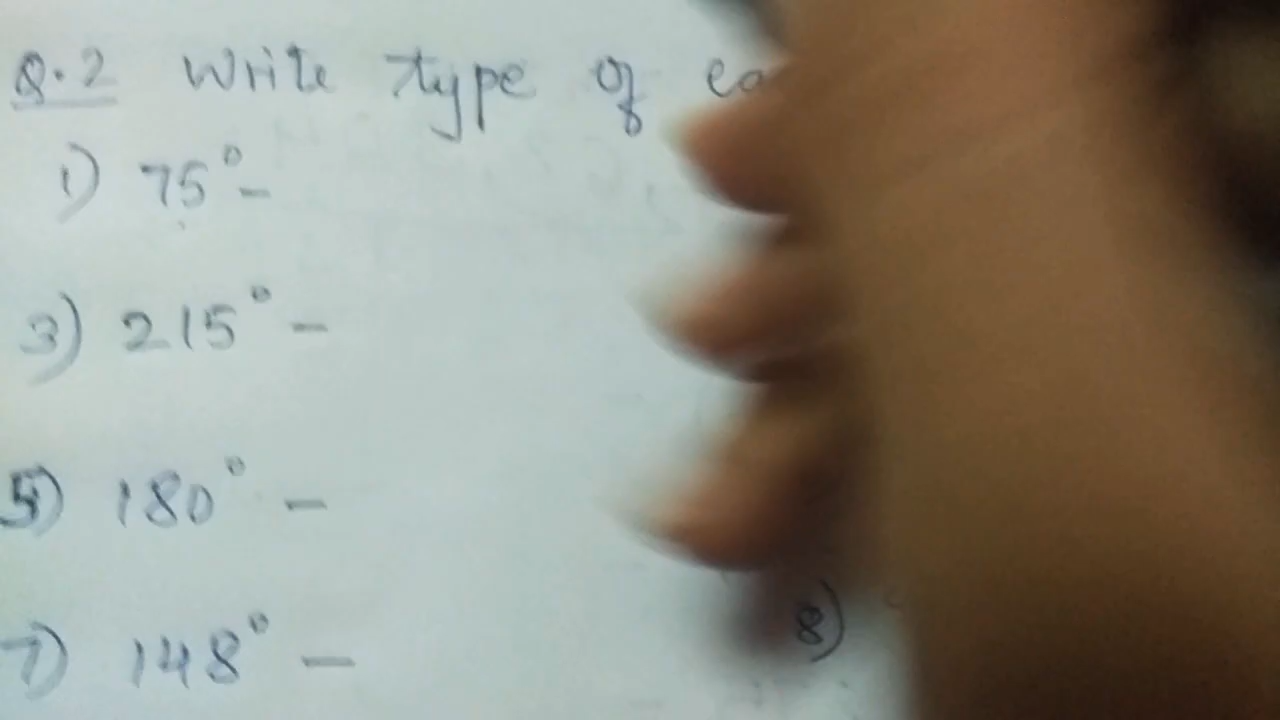 Q.2 Write type of
1) 75° -
3) 215° -
5) 180° -
7) 148° -
8)